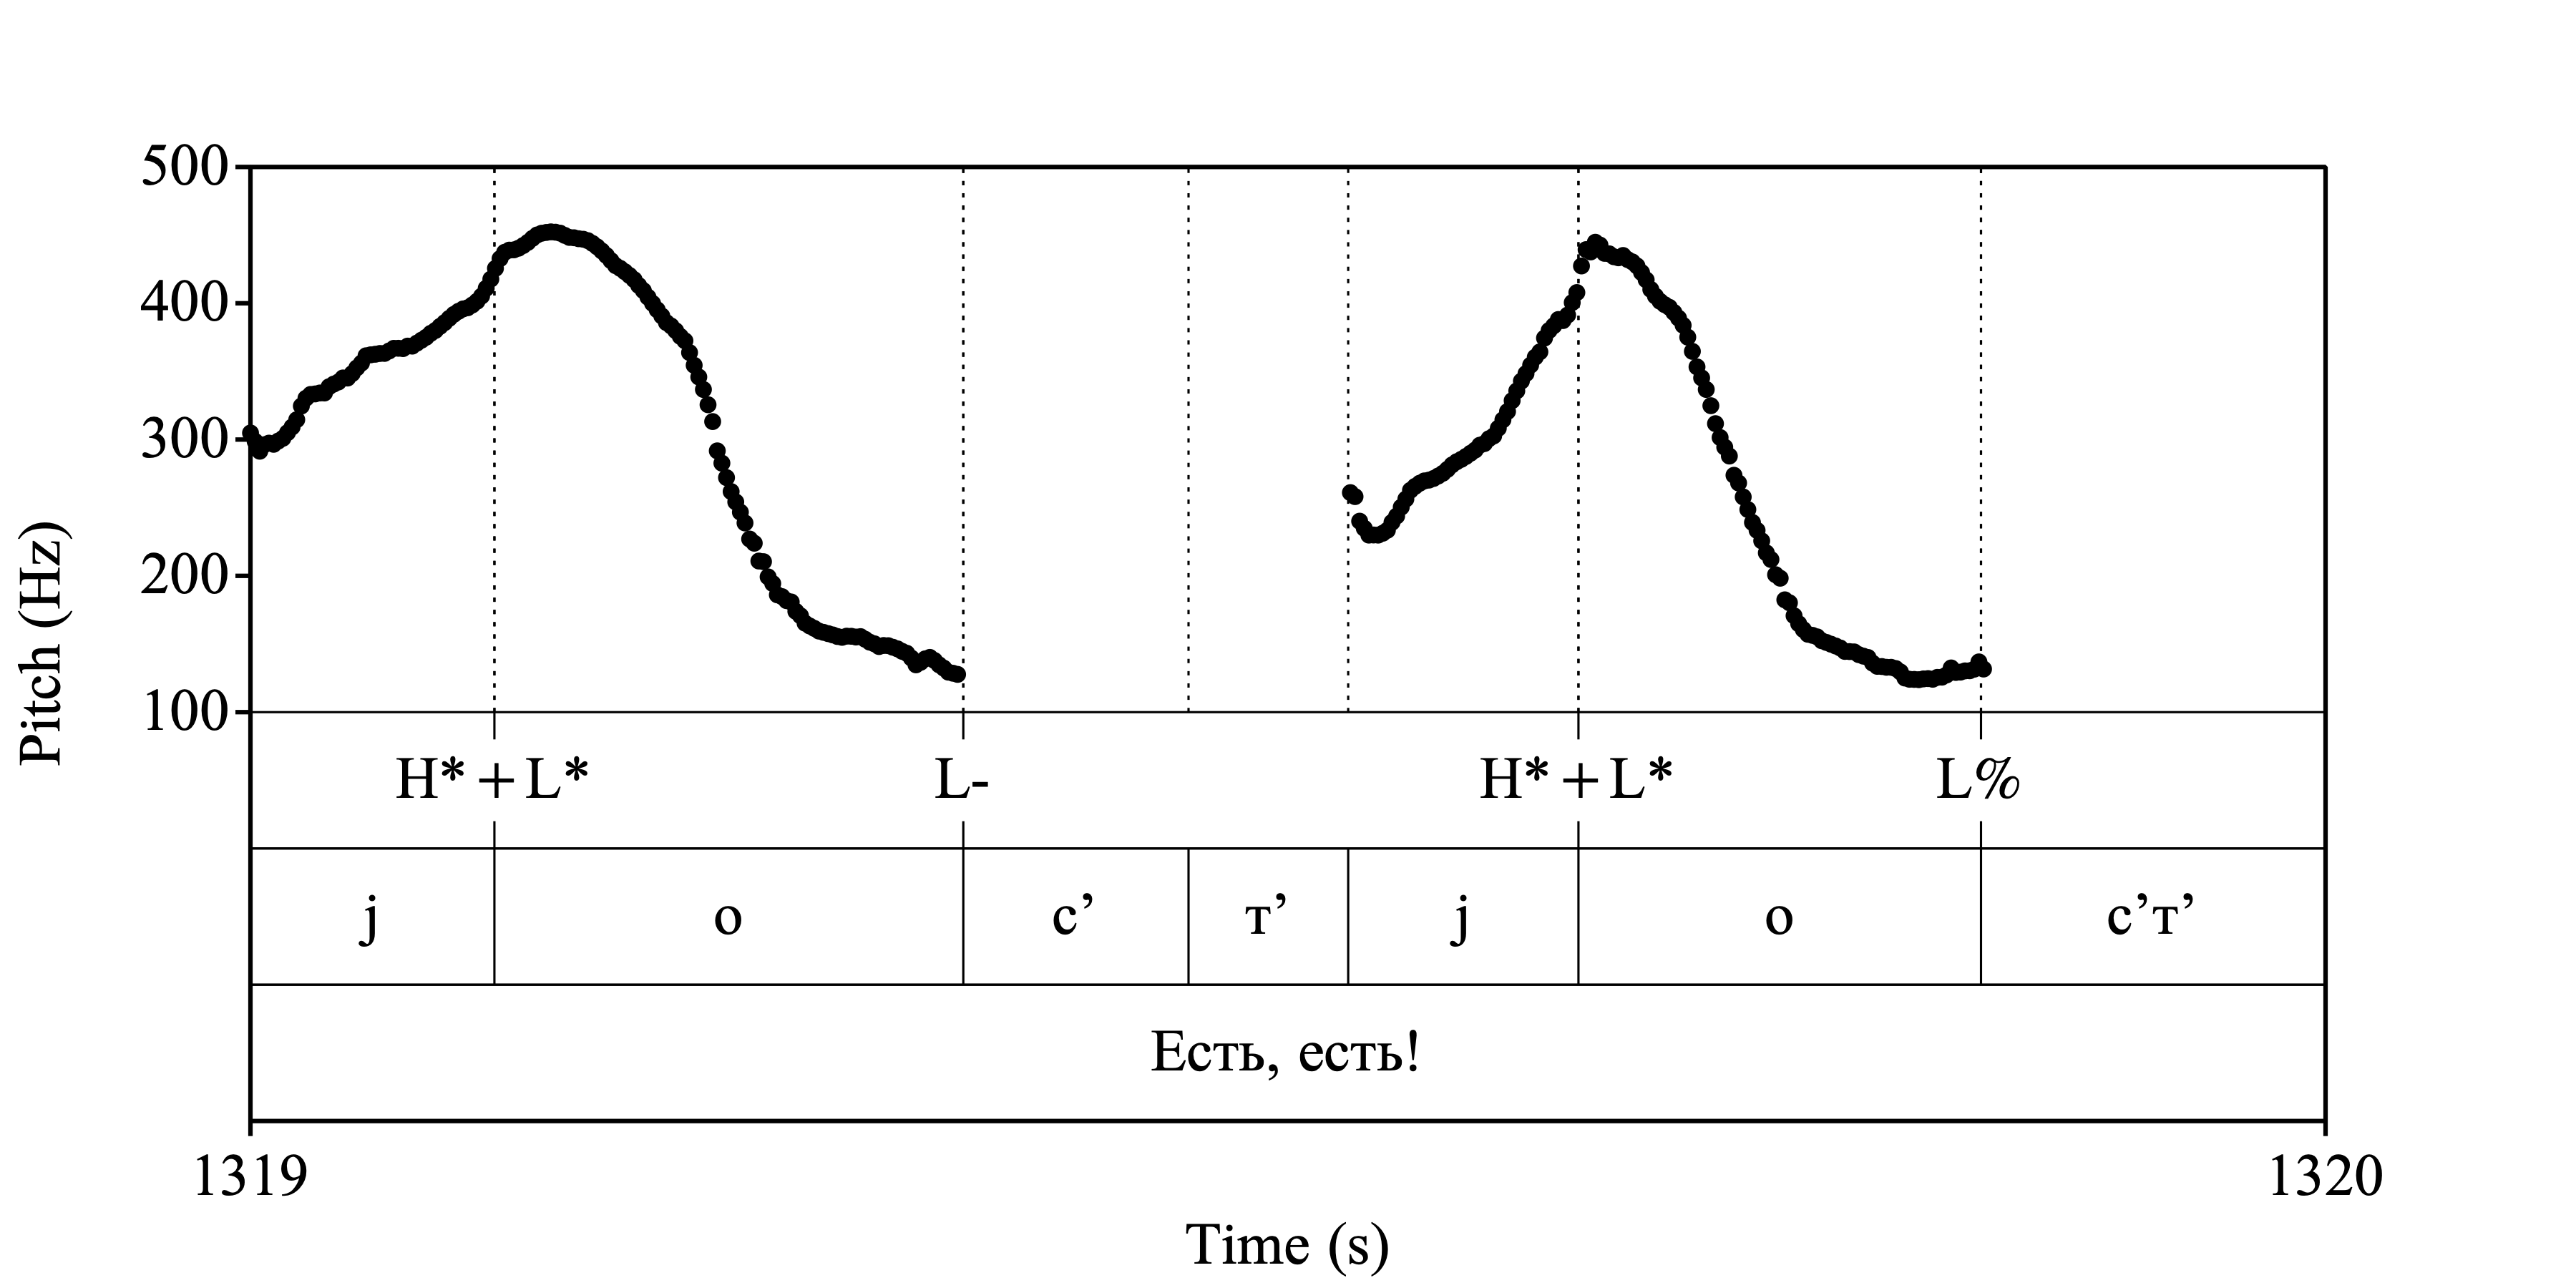 500
400
300
200
100
Pitch (Hz)
H* + L* L- H* + L* L%
j о с’ т’ j о с’т’
Есть, есть!
1319 1320
Time (s)